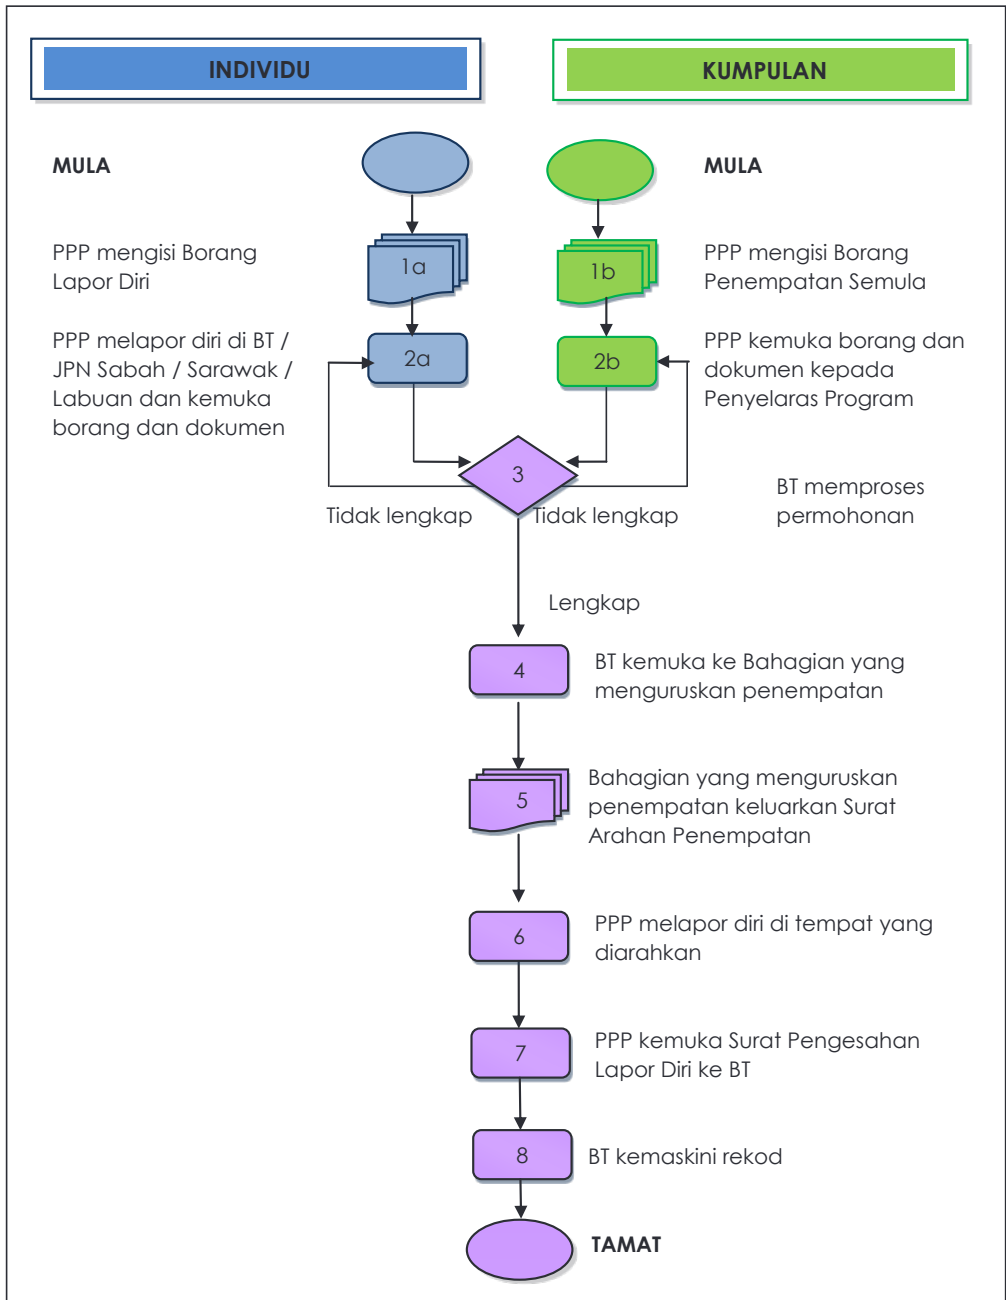 INDIVIDU
KUMPULAN
MULA
MULA
PPP mengisi Borang
Lapor Diri
1a
1b
PPP mengisi Borang
Penempatan Semula
PPP melapor diri di BT /
JPN Sabah / Sarawak /
Labuan dan kemuka
borang dan dokumen
2a
2b
PPP kemuka borang dan
dokumen kepada
Penyelaras Program
3
Tidak lengkap
Tidak lengkap
BT memproses
permohonan
Lengkap
4
BT kemuka ke Bahagian yang
menguruskan penempatan
5
Bahagian yang menguruskan
penempatan keluarkan Surat
Arahan Penempatan
6
PPP melapor diri di tempat yang
diarahkan
7
PPP kemuka Surat Pengesahan
Lapor Diri ke BT
8
BT kemaskini rekod
TAMAT